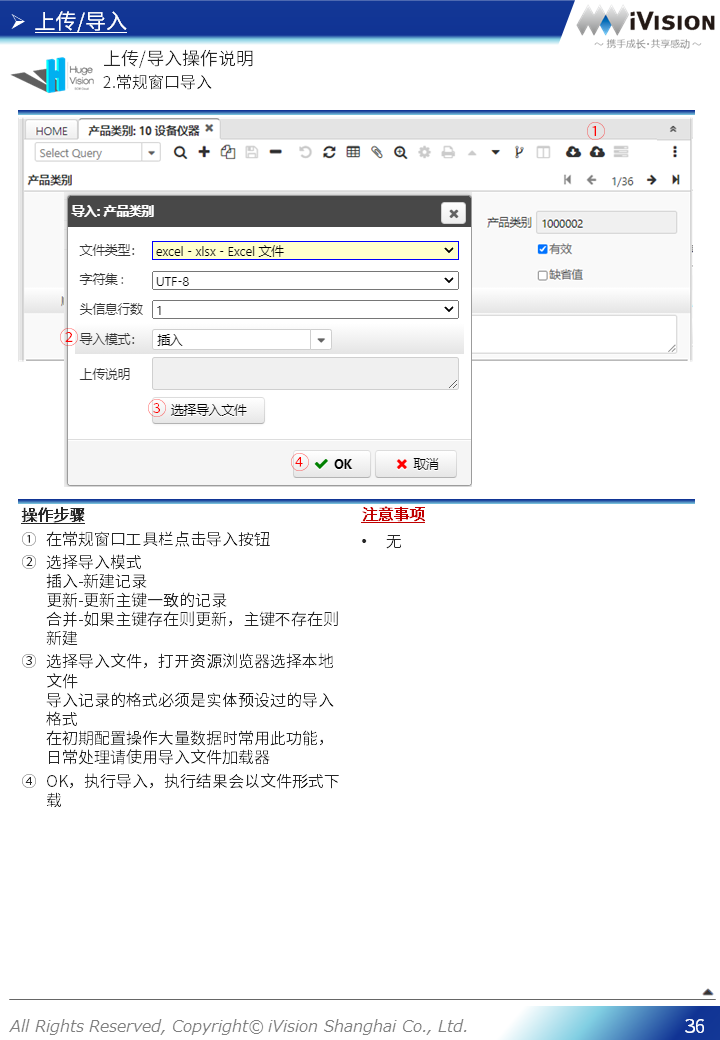 上传/导入
iVISION
～ 携手成长·共享感动 ～
Huge
Vision
上传/导入操作说明
2.常规窗口导入
HOME
产品类别: 10 设备仪器
①
Select Query
产品类别
1/36
导入: 产品类别
产品类别 1000002
文件类型: excel - xlsx - Excel 文件
有效
字符集: UTF-8
缺省值
头信息行数 1
② 导入模式: 插入
上传说明
③ 选择导入文件
④ OK
取消
操作步骤
① 在常规窗口工具栏点击导入按钮
② 选择导入模式
插入-新建记录
更新-更新主键一致的记录
合并-如果主键存在则更新，主键不存在则
新建
③ 选择导入文件，打开资源浏览器选择本地
文件
导入记录的格式必须是实体预设过的导入
格式
在初期配置操作大量数据时常用此功能，
日常处理请使用导入文件加载器
④ OK，执行导入，执行结果会以文件形式下
载
注意事项
• 无
All Rights Reserved, Copyright© iVision Shanghai Co., Ltd.
36